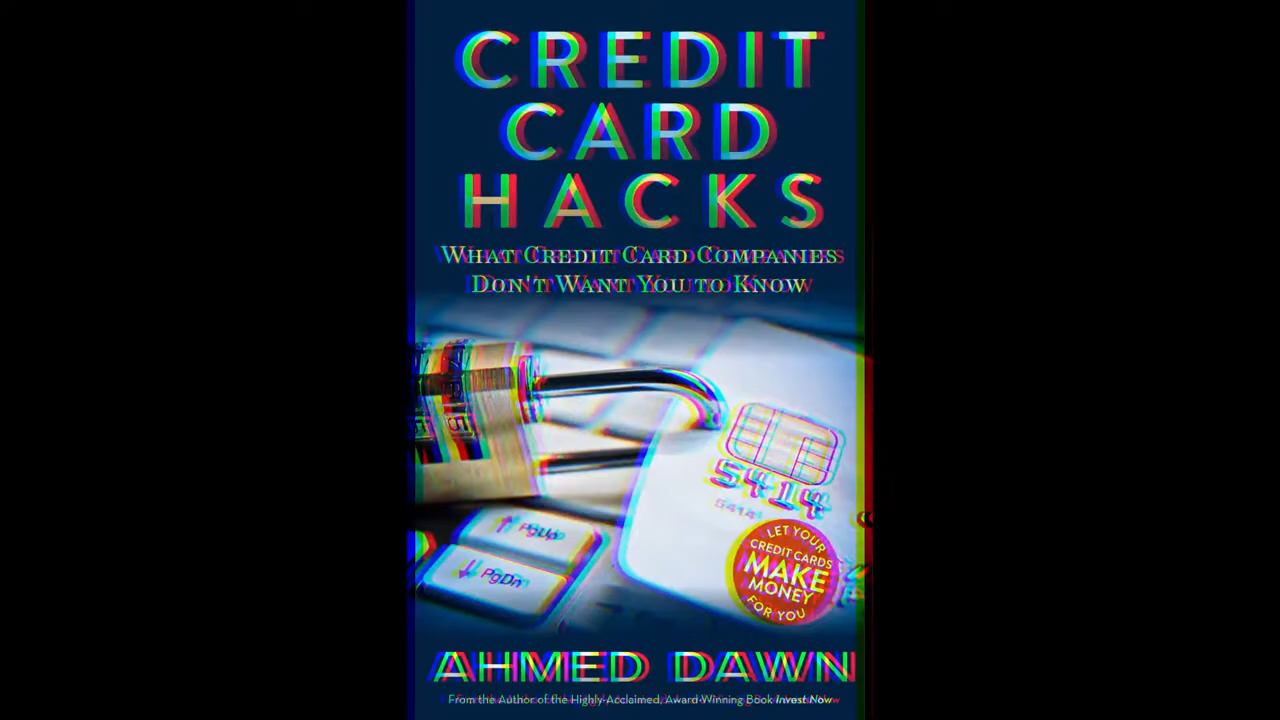 CREDIT
CARD
HACKS
WHAT CREDIT CARD COMPANIES
DON'T WANT YOU TO KNOW
5414
5414
PgUp
PgDn
LET YOUR
CREDIT CARDS
MAKE
MONEY
FOR YOU
AHMED DAWN
From the Author of the Highly-Acclaimed, Award-Winning Book Invest Now